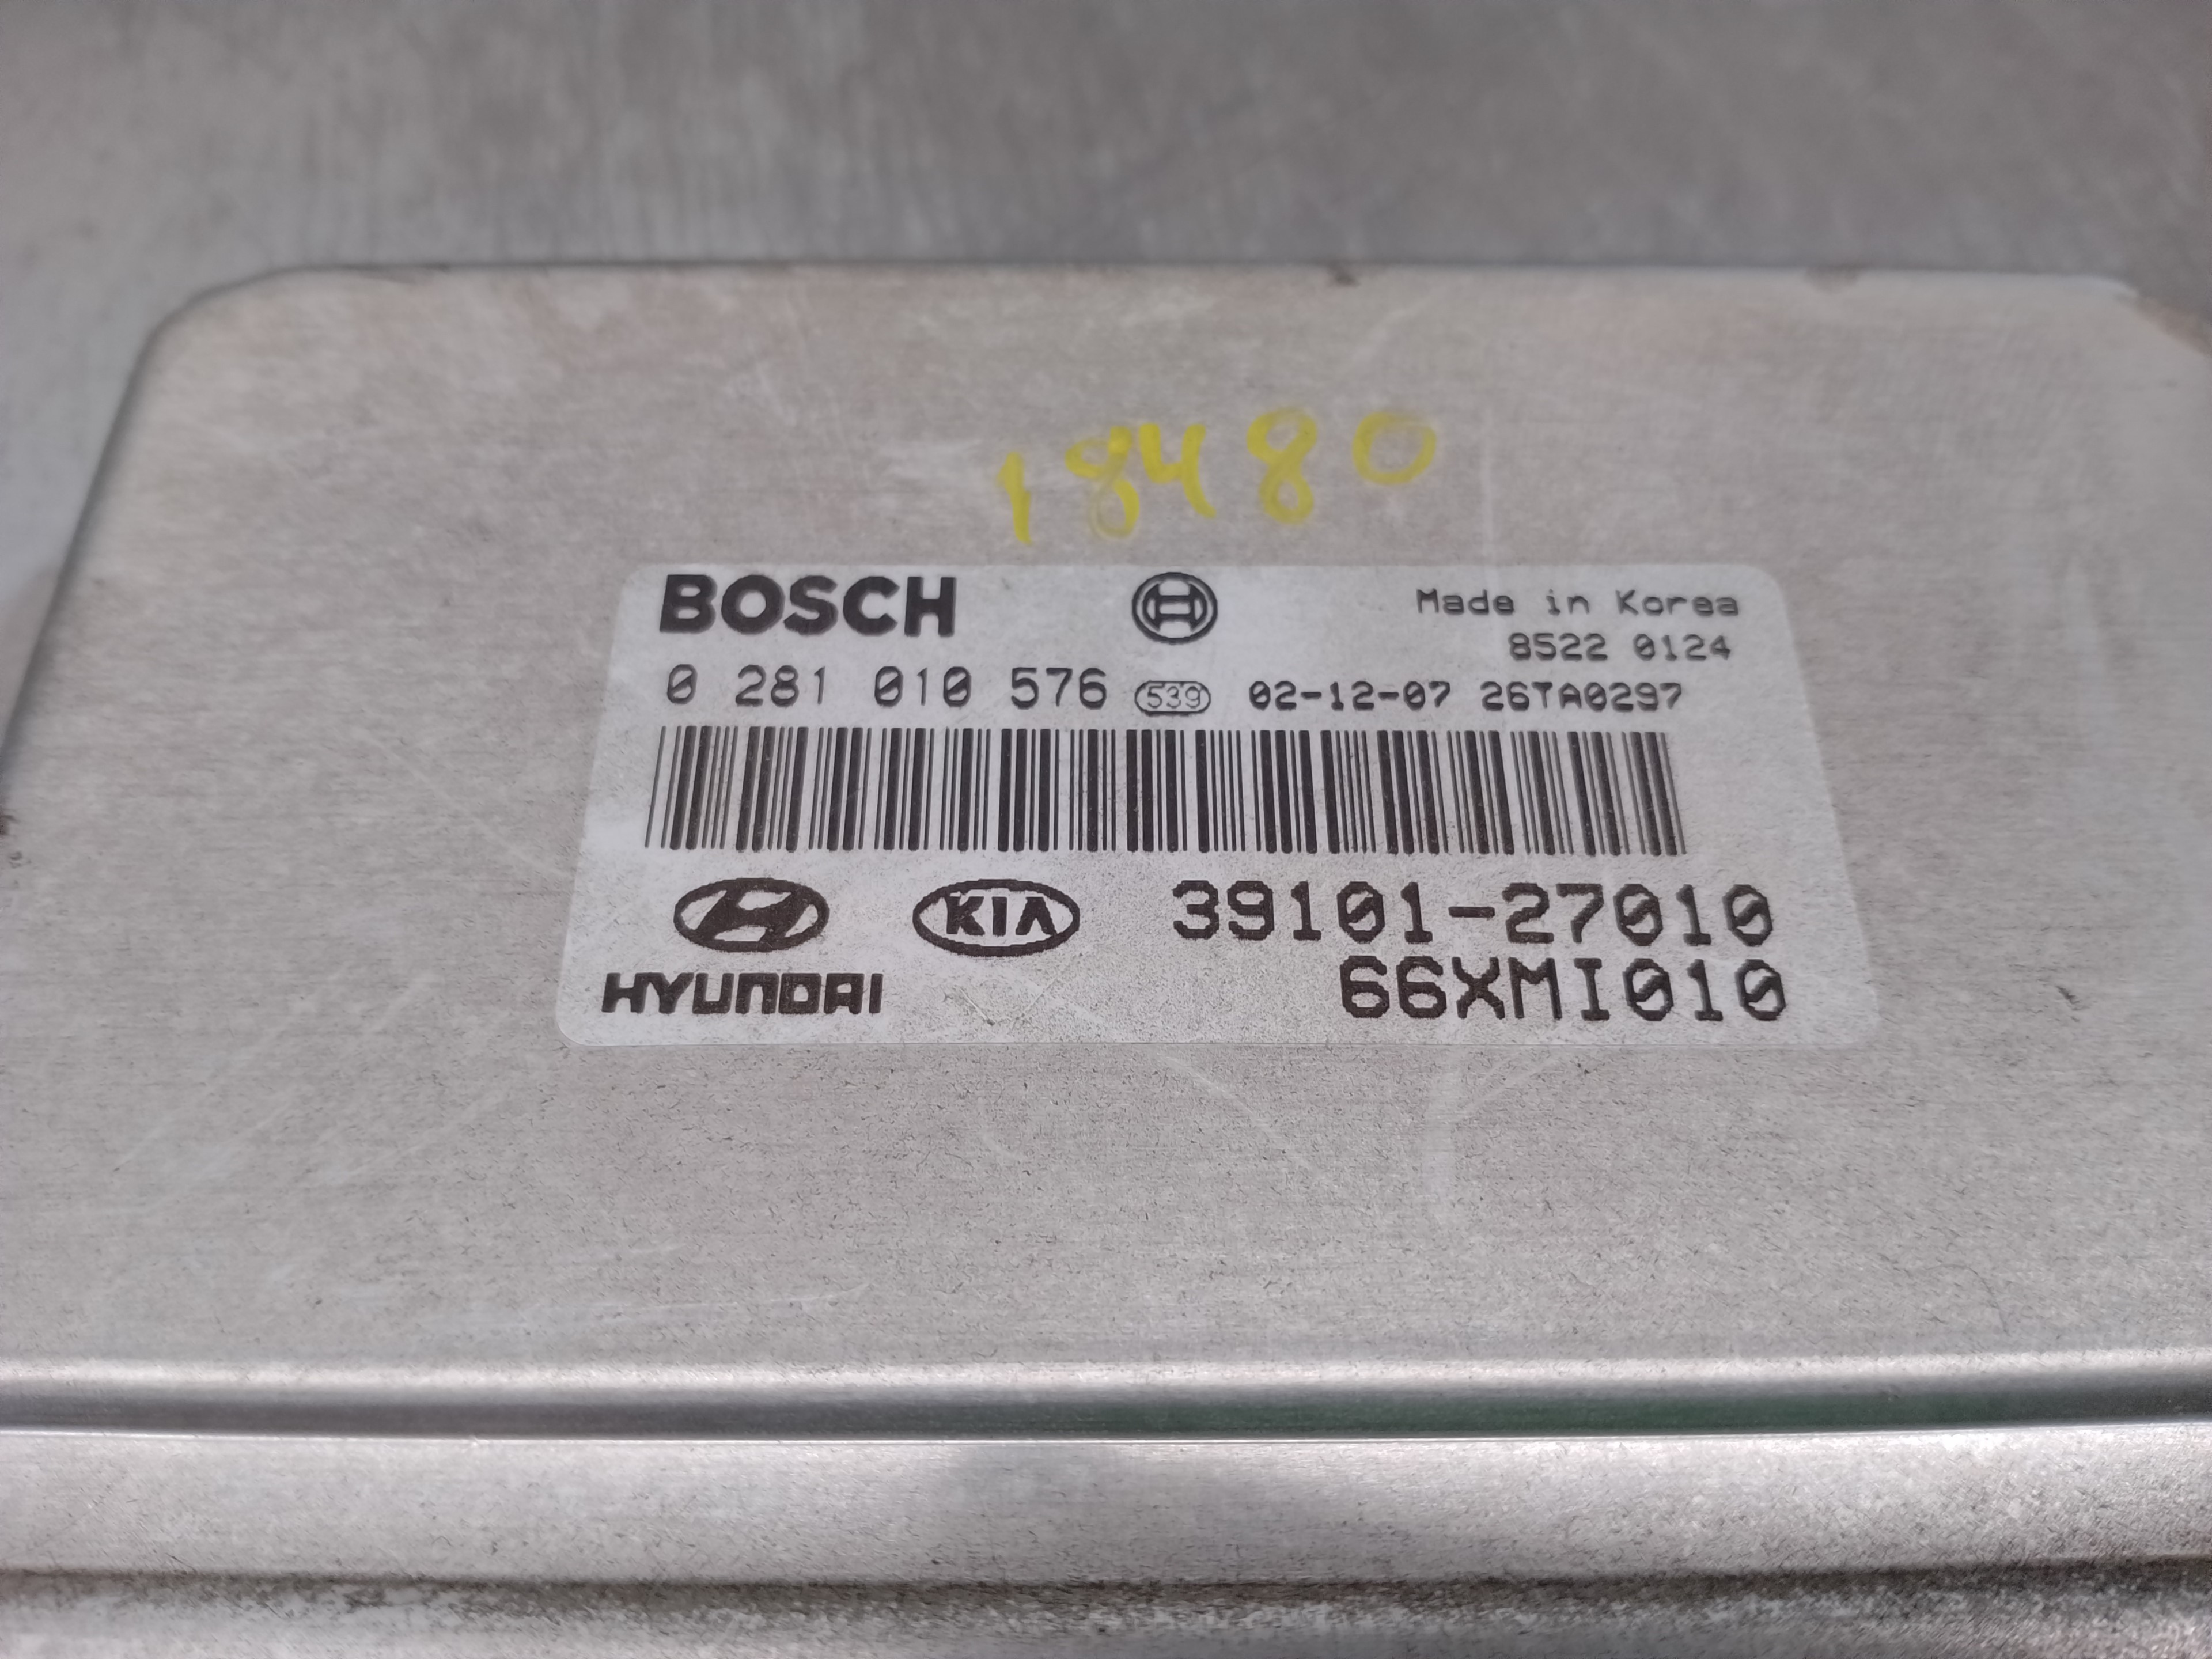 18480
BOSCH
Made in Korea
8522 0124
0 281 010 576 539 02-12-07 26TA0297
KIA 39101-27010
HYUNDAI 66XMI010